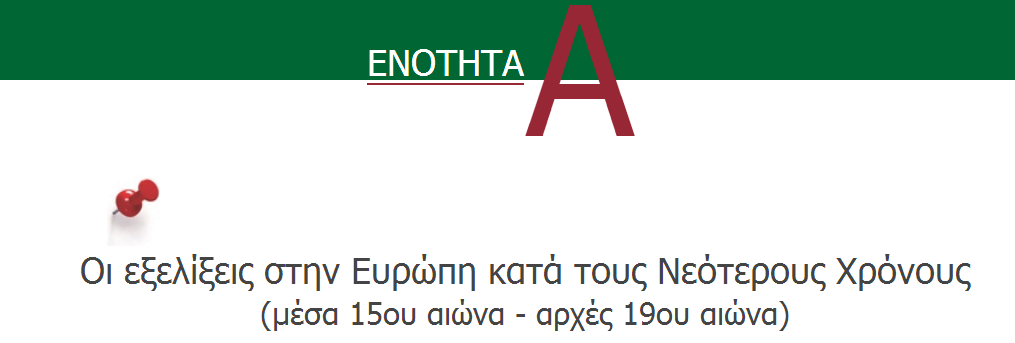 ΕΝΟΤΗΤΑ Α
Οι εξελίξεις στην Ευρώπη κατά τους Νεότερους Χρόνους
(μέσα 15ου αιώνα - αρχές 19ου αιώνα)